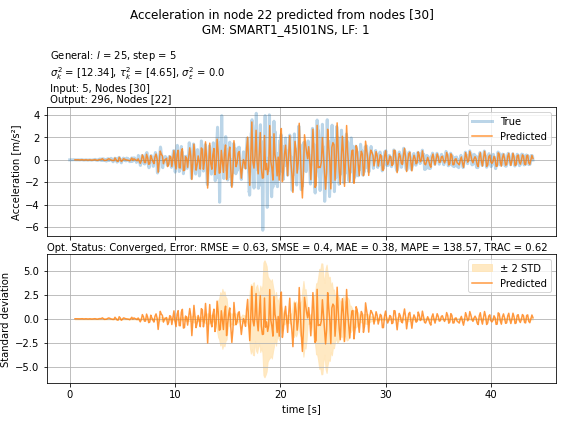 Acceleration in node 22 predicted from nodes [30]
GM: SMART1_45I01NS, LF: 1
General: l = 25, step = 5
σ²ₖ = [12.34], τ²ₖ = [4.65], σ²ε = 0.0
Input: 5, Nodes [30]
Output: 296, Nodes [22]
Acceleration [m/s²]
4
2
0
−2
−4
−6
True
Predicted
Opt. Status: Converged, Error: RMSE = 0.63, SMSE = 0.4, MAE = 0.38, MAPE = 138.57, TRAC = 0.62
Standard deviation
5.0
2.5
0.0
−2.5
−5.0
± 2 STD
Predicted
0 10 20 30 40
time [s]